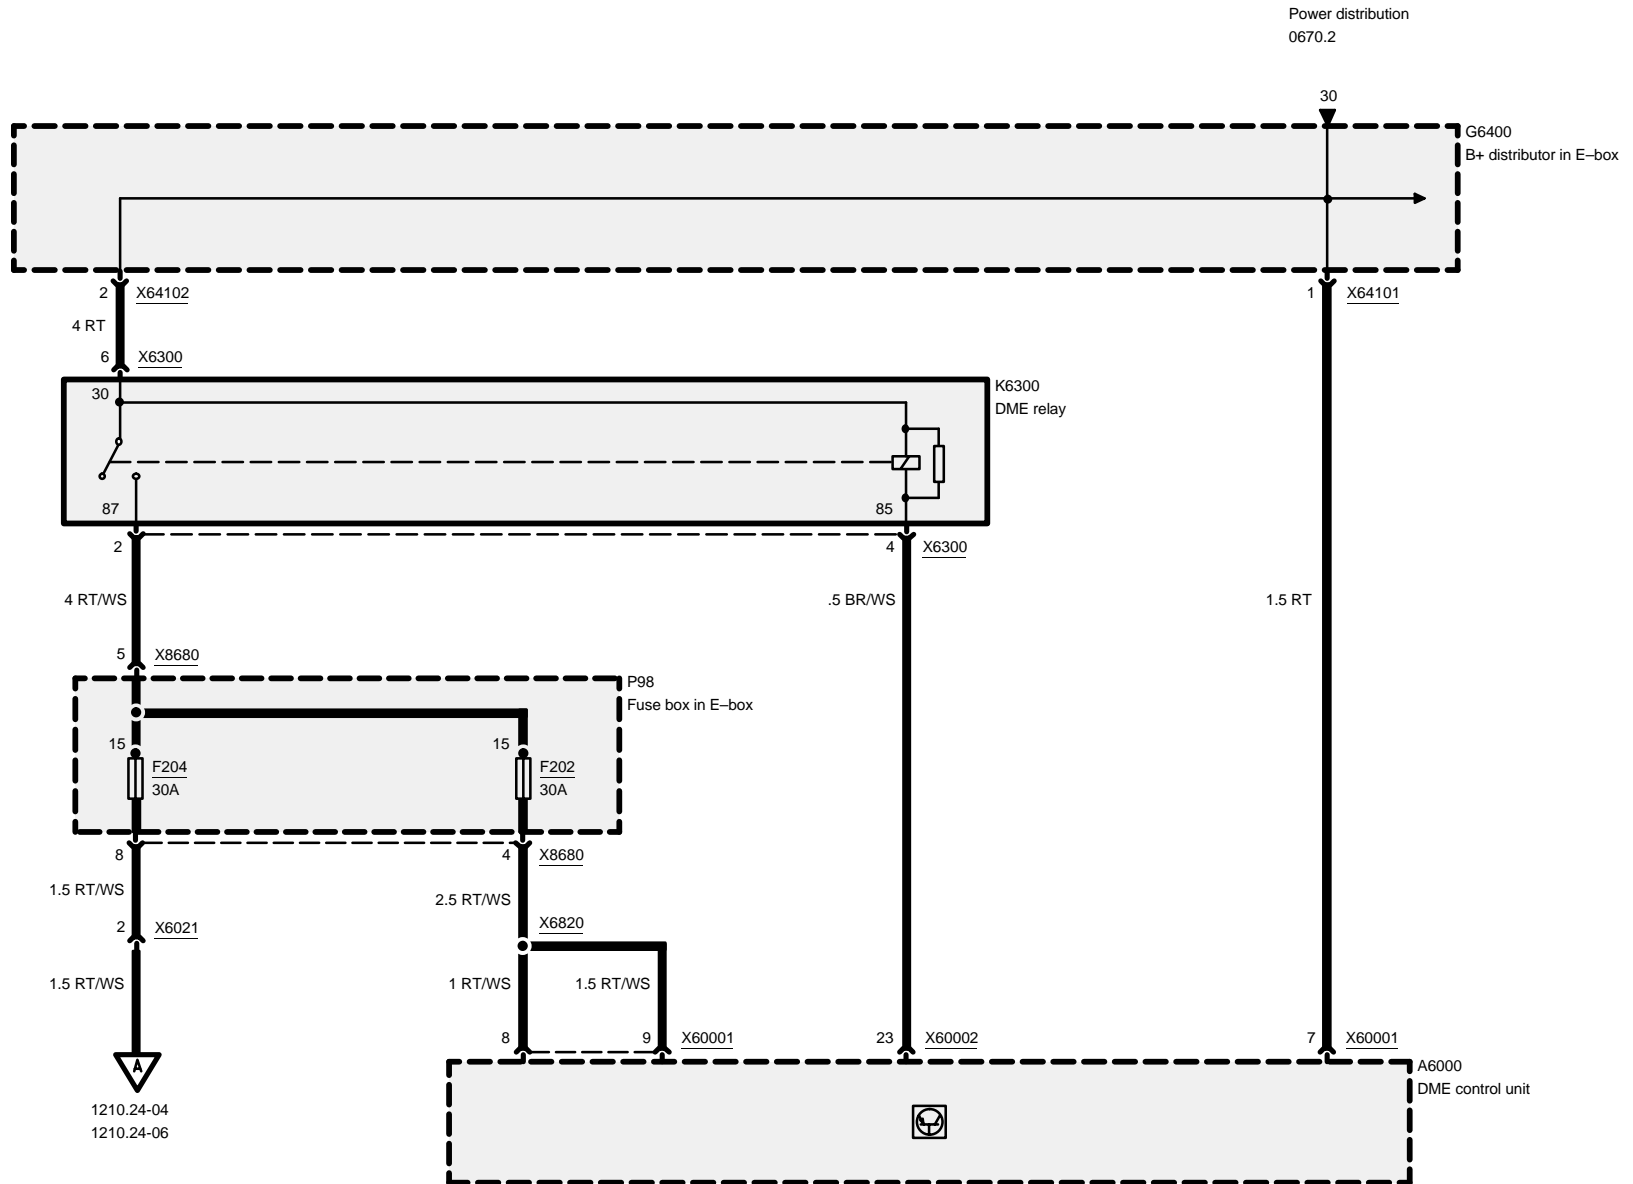 Power distribution
0670.2
30
G6400
B+ distributor in E–box
2 X64102
1 X64101
4 RT
6 X6300
30
K6300
DME relay
87
85
2
4 X6300
4 RT/WS
.5 BR/WS
1.5 RT
5 X8680
P98
Fuse box in E–box
15
15
F204
30A
F202
30A
8
4 X8680
1.5 RT/WS
2.5 RT/WS
2 X6021
X6820
1.5 RT/WS
1 RT/WS
1.5 RT/WS
8
9 X60001
23 X60002
7 X60001
A
A6000
DME control unit
1210.24-04
1210.24-06